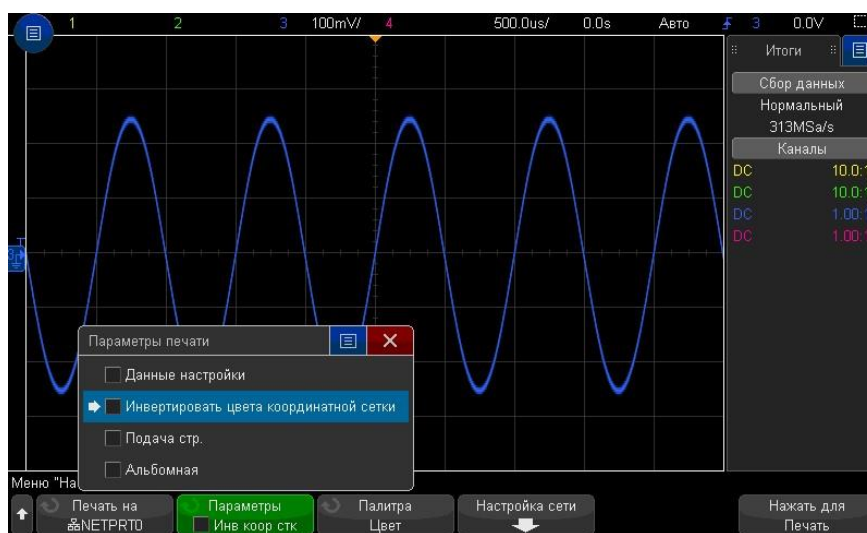 1 2 3 100mV/ 4 500.0us/ 0.0s Авто 3 0.0V
Итоги
Сбор данных
Нормальный
313MSa/s
Каналы
DC 10.0:1
DC 10.0:1
DC 1.00:1
DC 1.00:1
Параметры печати
Данные настройки
Инвертировать цвета координатной сетки
Подача стр.
Альбомная
Меню "На
Печать на
NETPRT0
Параметры
Инв коор стк
Палитра
Цвет
Настройка сети
Нажать для
Печать